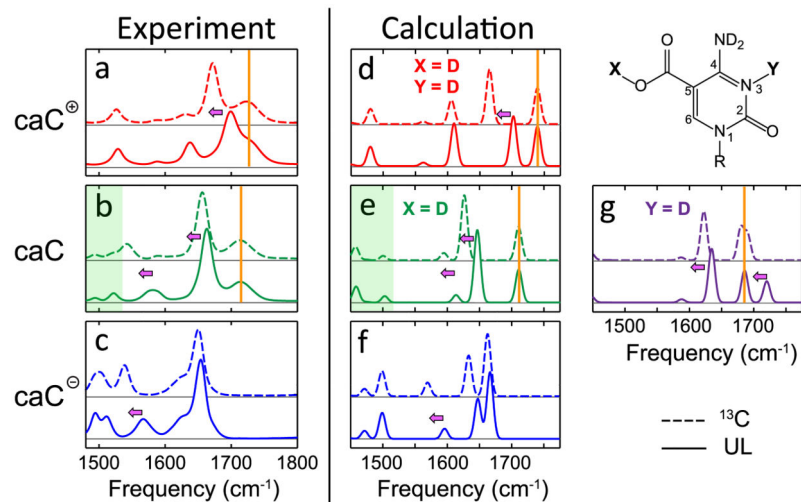 Experiment
Calculation
caC⊕
a
d
X = D
Y = D
ND2
X
O
O
4
5
N 3
Y
6
2
1
N
O
R
caC
b
e
X = D
g
Y = D
caC⊖
c
f
1500 1600 1700 1800
Frequency (cm-1)
1500 1600 1700
Frequency (cm-1)
1500 1600 1700
Frequency (cm-1)
13C
UL